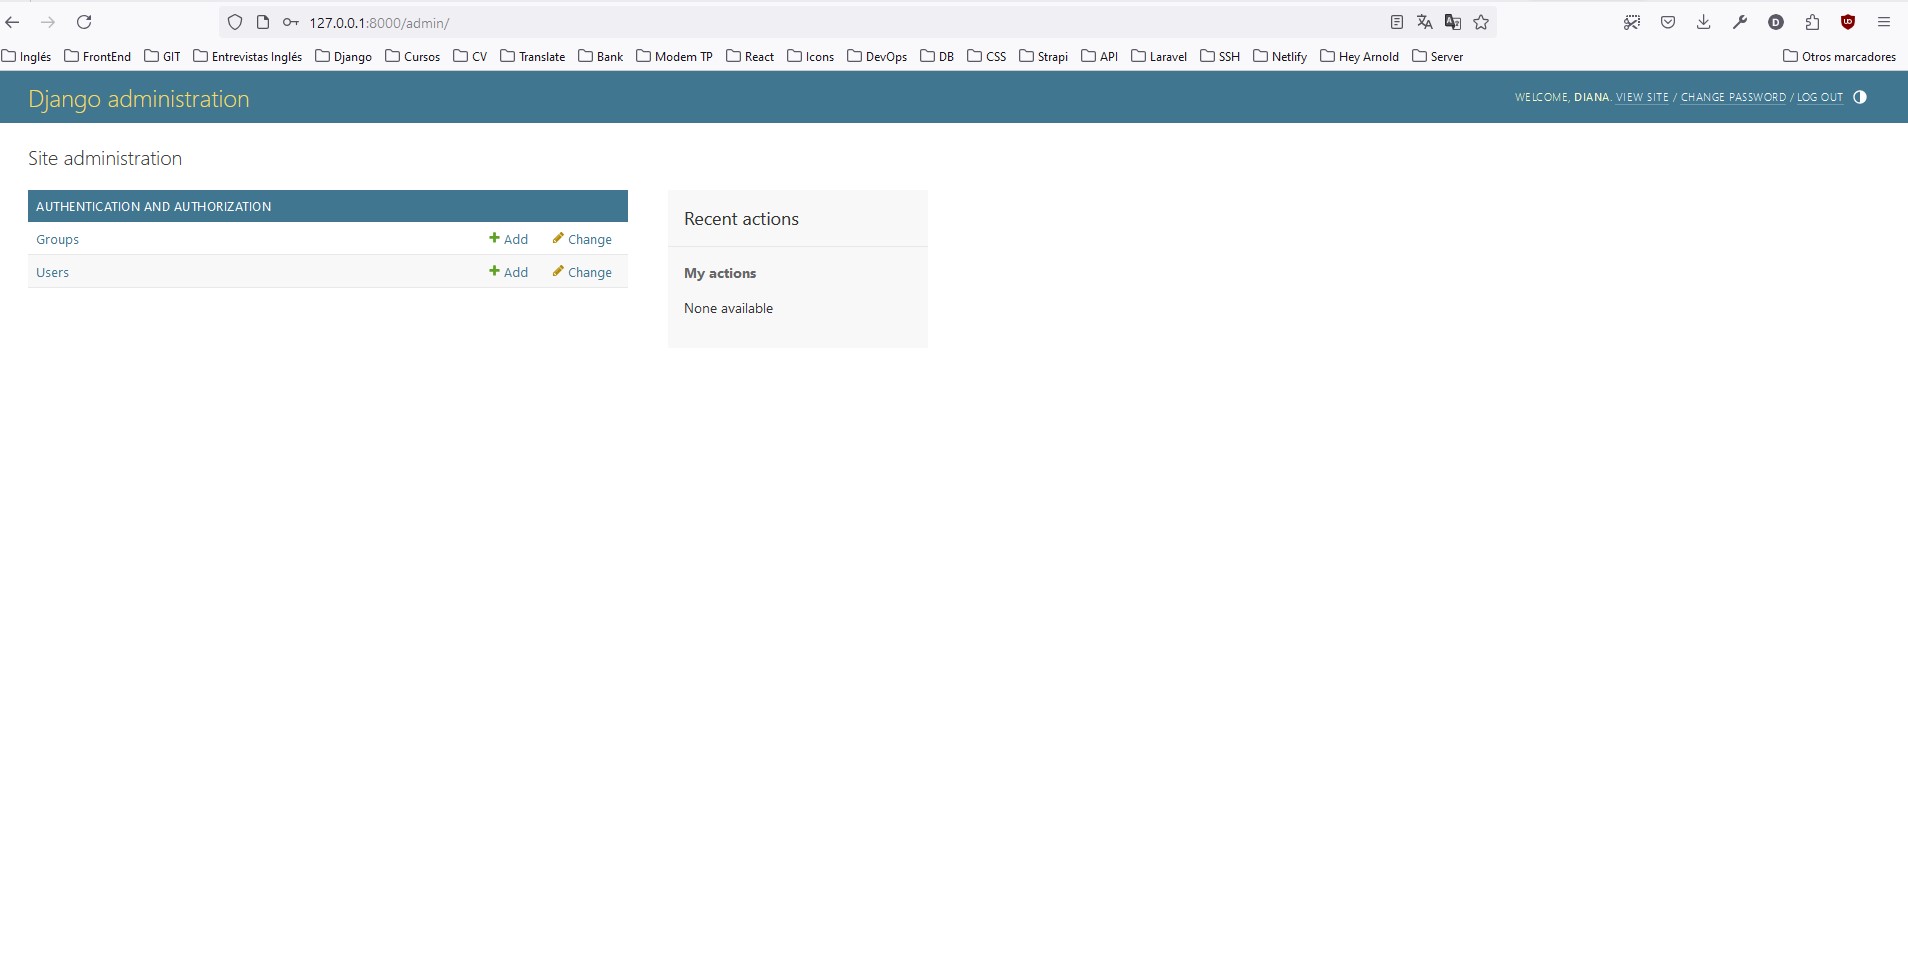 127.0.0.1:8000/admin/
Inglés FrontEnd GIT Entrevistas Inglés Django Cursos CV Translate Bank Modem TP React Icons DevOps DB CSS Strapi API Laravel SSH Netlify Hey Arnold Server Otros marcadores
Django administration
WELCOME, DIANA. VIEW SITE / CHANGE PASSWORD / LOG OUT
Site administration
AUTHENTICATION AND AUTHORIZATION
Groups Add Change
Users Add Change
Recent actions
My actions
None available